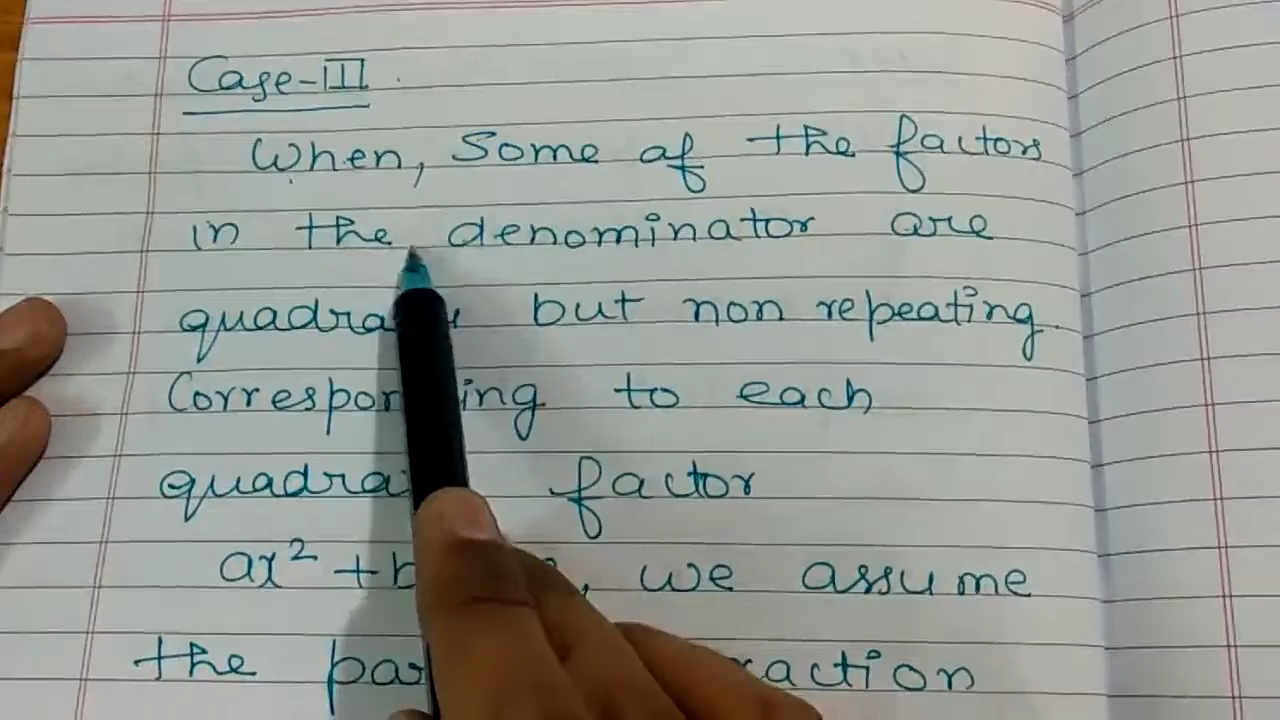 Case-III
When, Some of the factors
in the denominator are
but non repeating.
to each
factor
we assume
the